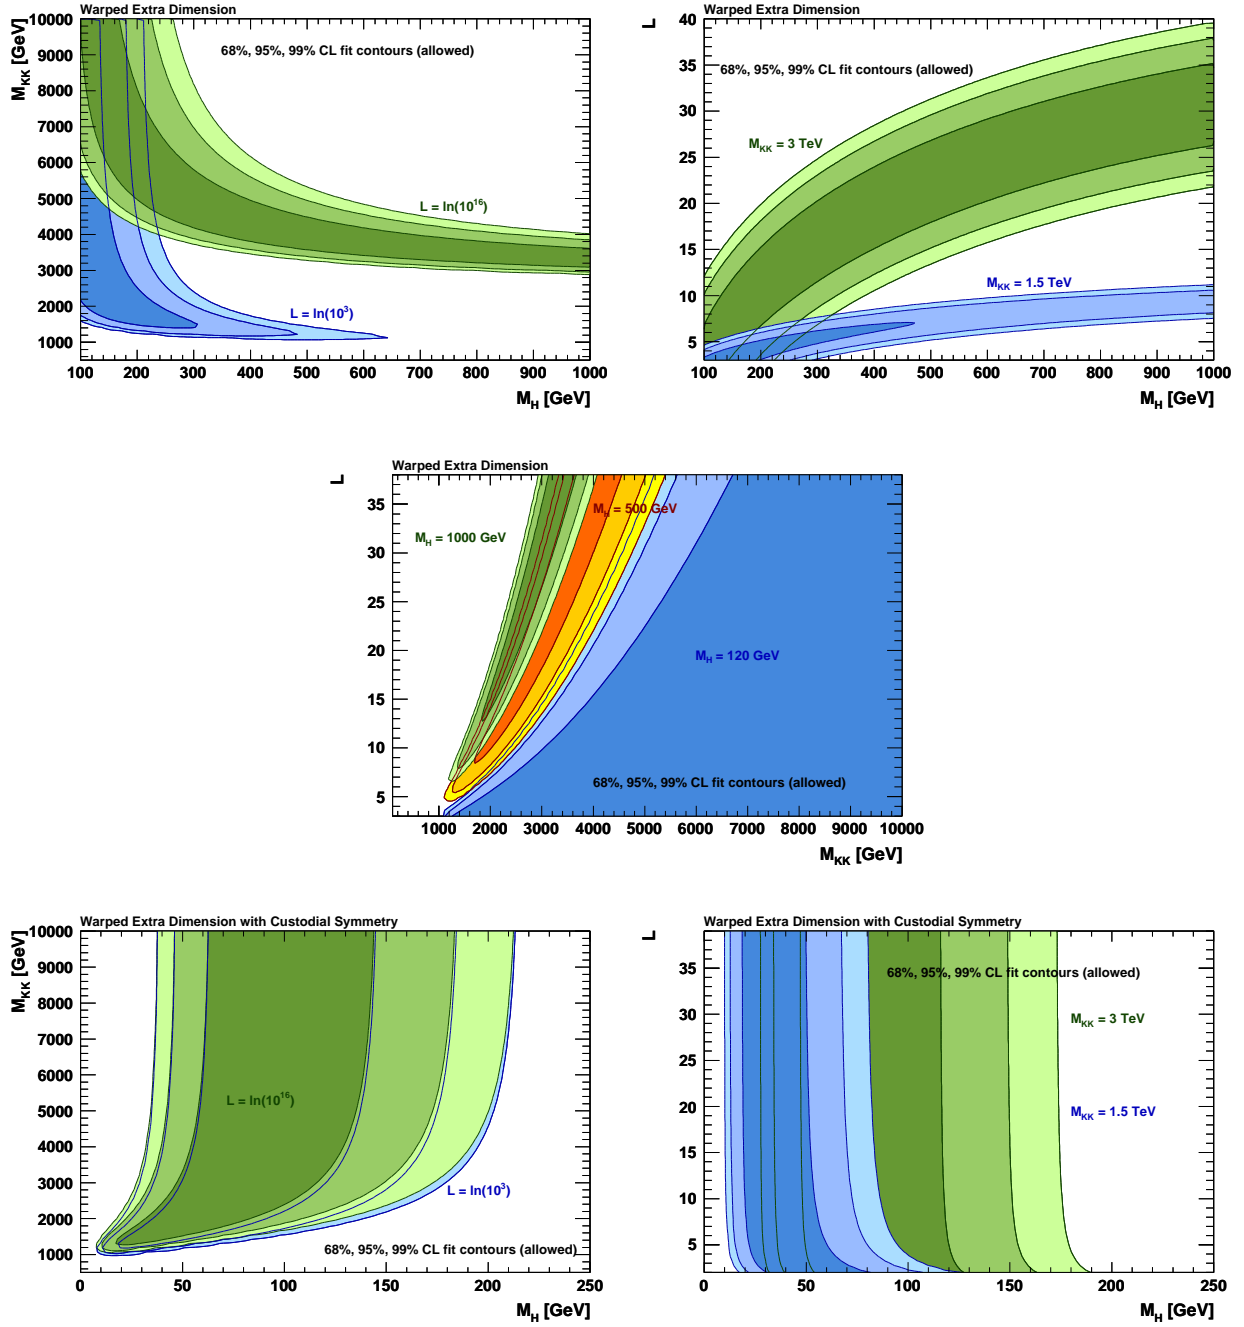 Warped Extra Dimension
M_KK [GeV]
10000
9000
8000
7000
6000
5000
4000
3000
2000
1000
68%, 95%, 99% CL fit contours (allowed)
L = ln(10^16)
L = ln(10^3)
100 200 300 400 500 600 700 800 900 1000
M_H [GeV]
Warped Extra Dimension
L
40
35
30
25
20
15
10
5
68%, 95%, 99% CL fit contours (allowed)
M_KK = 3 TeV
M_KK = 1.5 TeV
100 200 300 400 500 600 700 800 900 1000
M_H [GeV]
Warped Extra Dimension
L
35
30
25
20
15
10
5
M_H = 500 GeV
M_H = 1000 GeV
M_H = 120 GeV
68%, 95%, 99% CL fit contours (allowed)
1000 2000 3000 4000 5000 6000 7000 8000 9000 10000
M_KK [GeV]
Warped Extra Dimension with Custodial Symmetry
M_KK [GeV]
10000
9000
8000
7000
6000
5000
4000
3000
2000
1000
L = ln(10^16)
L = ln(10^3)
68%, 95%, 99% CL fit contours (allowed)
0 50 100 150 200 250
M_H [GeV]
Warped Extra Dimension with Custodial Symmetry
L
35
30
25
20
15
10
5
68%, 95%, 99% CL fit contours (allowed)
M_KK = 3 TeV
M_KK = 1.5 TeV
0 50 100 150 200 250
M_H [GeV]